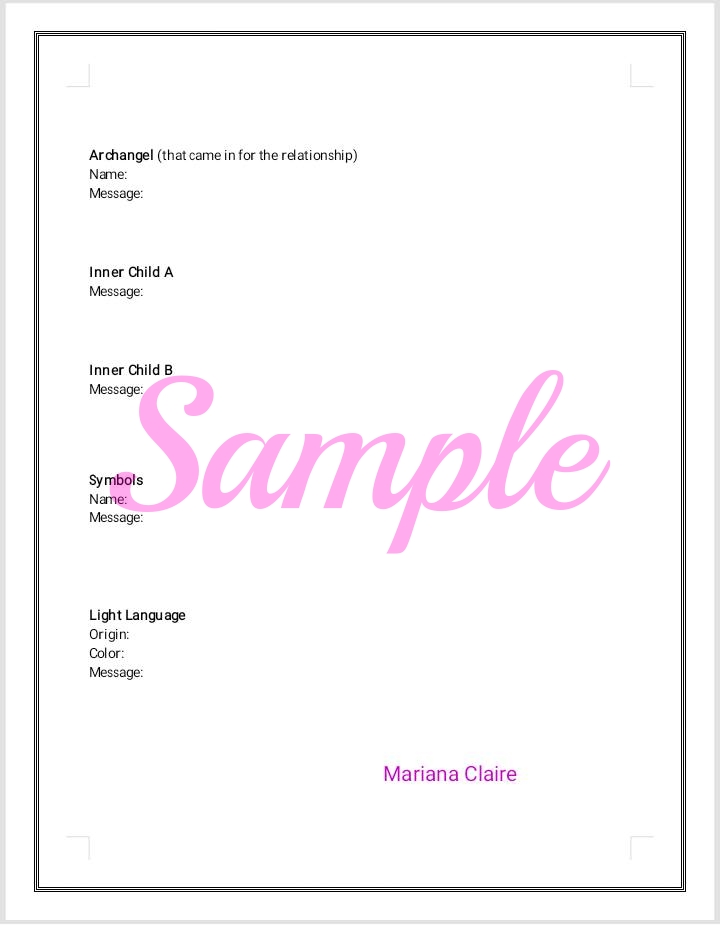 Archangel (that came in for the relationship)
Name:
Message:
Inner Child A
Message:
Inner Child B
Message:
Sample
Symbols
Name:
Message:
Light Language
Origin:
Color:
Message:
Mariana Claire